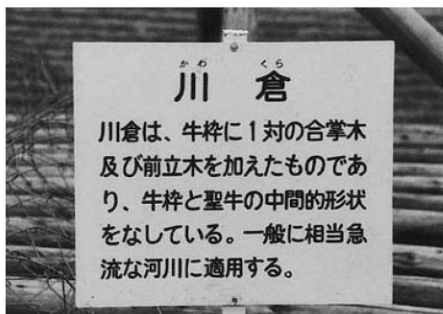 かわ くら
川 倉
川倉は、牛枠に1対の合掌木
及び前立木を加えたものであ
り、牛枠と聖牛の中間的形状
をなしている。一般に相当急
流な河川に適用する。